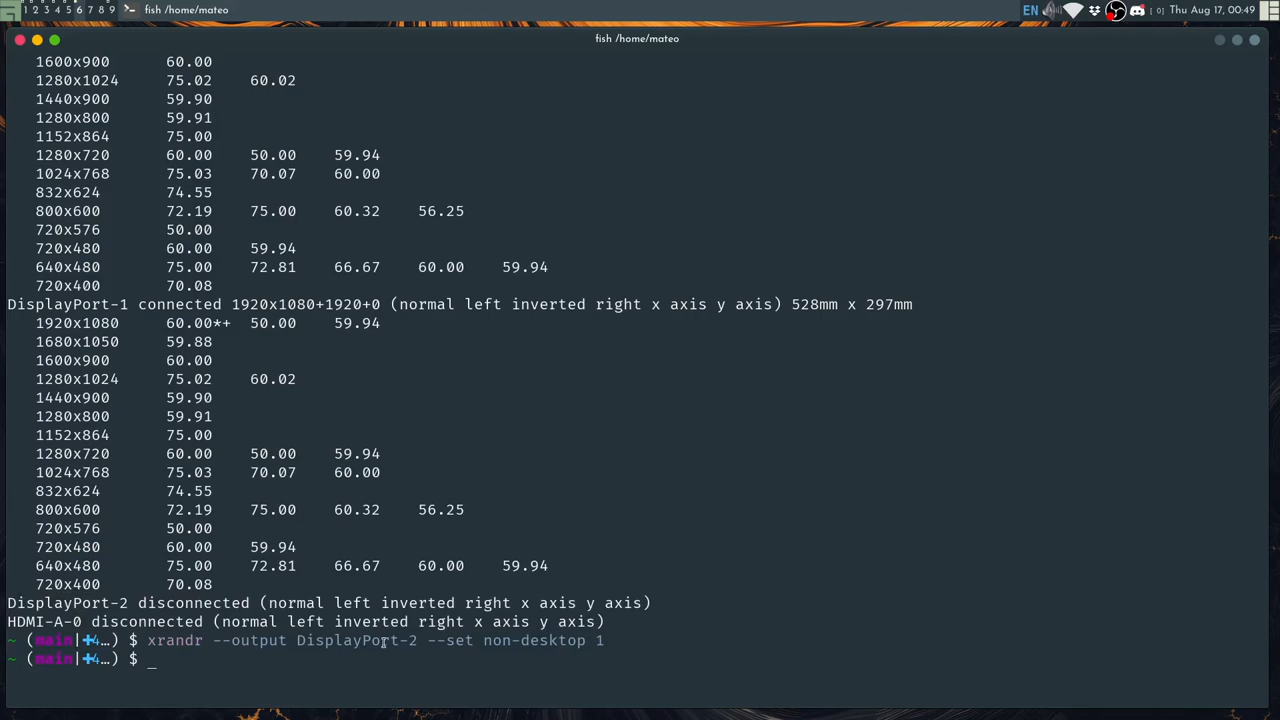 1 2 3 4 5 6 7 8 9 >_ fish /home/mateo EN [ 0] Thu Aug 17, 00:49
fish /home/mateo
1600x900 60.00
1280x1024 75.02 60.02
1440x900 59.90
1280x800 59.91
1152x864 75.00
1280x720 60.00 50.00 59.94
1024x768 75.03 70.07 60.00
832x624 74.55
800x600 72.19 75.00 60.32 56.25
720x576 50.00
720x480 60.00 59.94
640x480 75.00 72.81 66.67 60.00 59.94
720x400 70.08
DisplayPort-1 connected 1920x1080+1920+0 (normal left inverted right x axis y axis) 528mm x 297mm
1920x1080 60.00*+ 50.00 59.94
1680x1050 59.88
1600x900 60.00
1280x1024 75.02 60.02
1440x900 59.90
1280x800 59.91
1152x864 75.00
1280x720 60.00 50.00 59.94
1024x768 75.03 70.07 60.00
832x624 74.55
800x600 72.19 75.00 60.32 56.25
720x576 50.00
720x480 60.00 59.94
640x480 75.00 72.81 66.67 60.00 59.94
720x400 70.08
DisplayPort-2 disconnected (normal left inverted right x axis y axis)
HDMI-A-0 disconnected (normal left inverted right x axis y axis)
~ (main|✚4…) $ xrandr --output DisplayPort-2 --set non-desktop 1
~ (main|✚4…) $ _